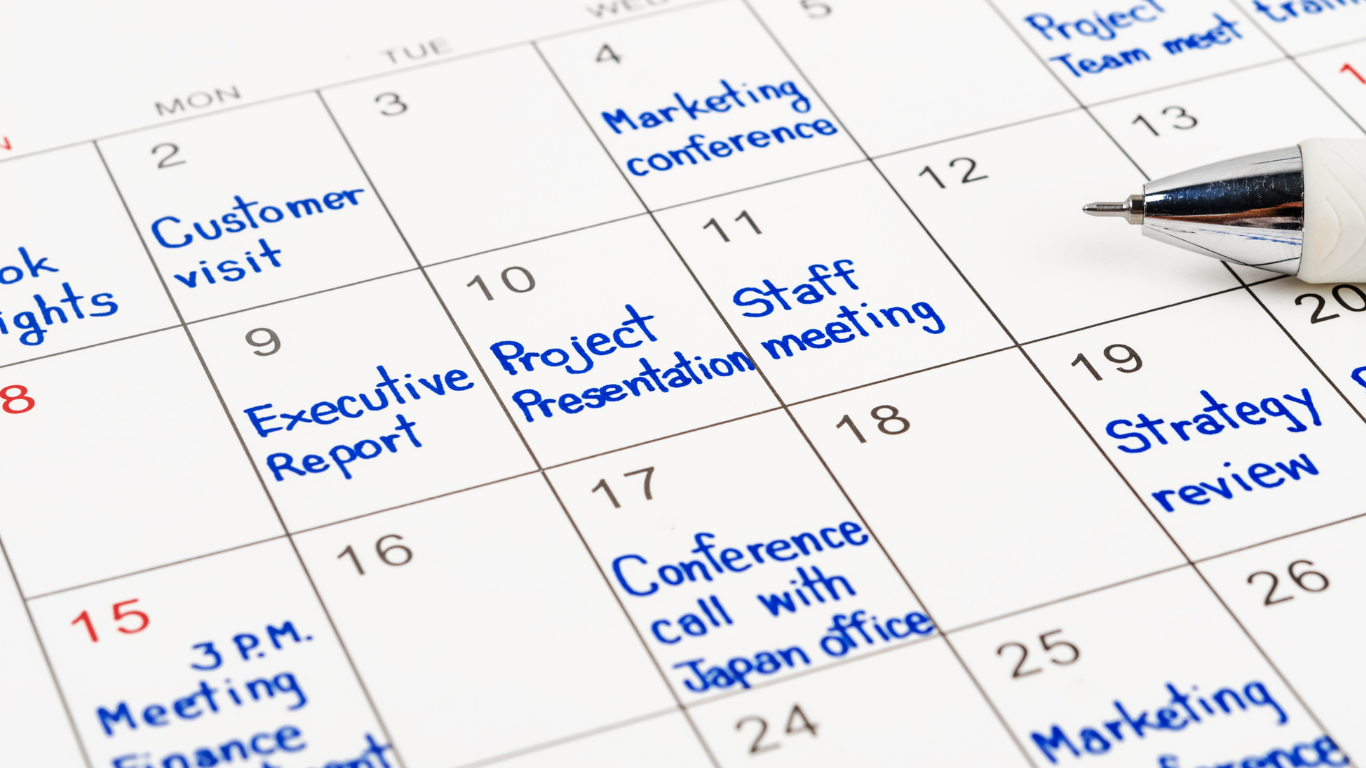 MON
TUE
WED
2
Customer
visit
3
4
Marketing
conference
5
Project
Team meet
8
9
Executive
Report
10
Project
Presentation
11
Staff
meeting
12
13
15
3 P.M.
Meeting
Finance
16
17
Conference
call with
Japan office
18
19
Strategy
review
20
24
25
Marketing
26